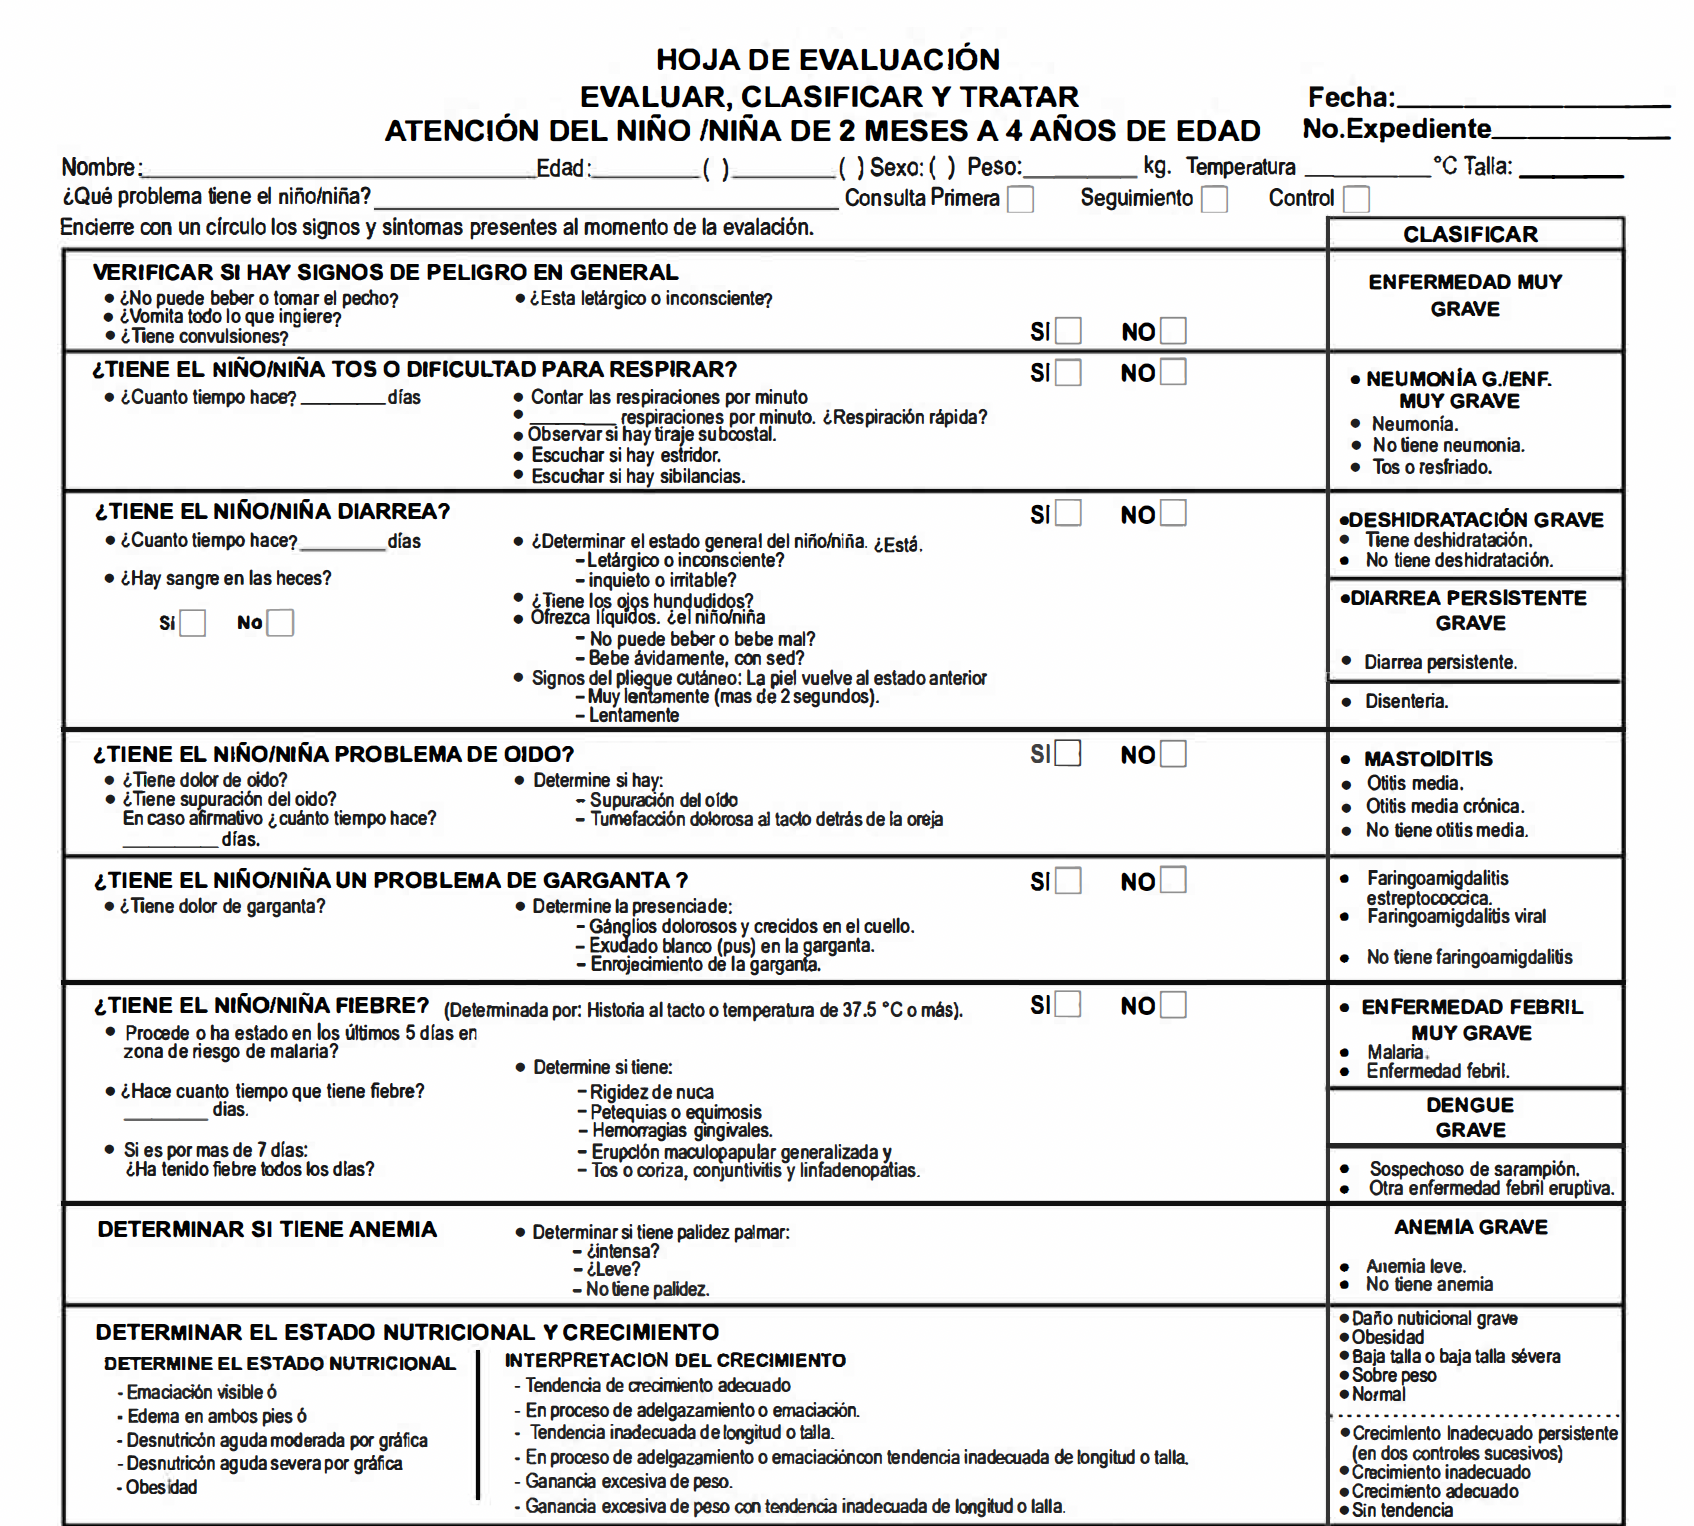 HOJA DE EVALUACIÓN
EVALUAR, CLASIFICAR Y TRATAR
Fecha:____________________
ATENCIÓN DEL NIÑO /NIÑA DE 2 MESES A 4 AÑOS DE EDAD
No.Expediente_____________
Nombre:______________________________Edad:________( )________( ) Sexo:( ) Peso:_________ kg. Temperatura __________°C Talla: ________
¿Qué problema tiene el niño/niña?____________________________________ Consulta Primera Seguimiento Control
Encierre con un círculo los signos y síntomas presentes al momento de la evalación.
CLASIFICAR
VERIFICAR SI HAY SIGNOS DE PELIGRO EN GENERAL
• ¿No puede beber o tomar el pecho?
• ¿Vomita todo lo que ingiere?
• ¿Tiene convulsiones?
• ¿Esta letárgico o inconsciente?
SI NO
ENFERMEDAD MUY
GRAVE
¿TIENE EL NIÑO/NIÑA TOS O DIFICULTAD PARA RESPIRAR?
SI NO
• ¿Cuanto tiempo hace? ________días
• Contar las respiraciones por minuto
• ________ respiraciones por minuto. ¿Respiración rápida?
• Observar si hay tiraje subcostal.
• Escuchar si hay estridor.
• Escuchar si hay sibilancias.
• NEUMONÍA G./ENF.
MUY GRAVE
• Neumonía.
• No tiene neumonia.
• Tos o resfriado.
¿TIENE EL NIÑO/NIÑA DIARREA?
SI NO
• ¿Cuanto tiempo hace?________ días
• ¿Hay sangre en las heces?
Si No
• ¿Determinar el estado general del niño/niña. ¿Está.
– Letárgico o inconsciente?
– inquieto o irritable?
• ¿Tiene los ojos hundudidos?
• Ofrezca líquidos. ¿el niño/niña
– No puede beber o bebe mal?
– Bebe ávidamente, con sed?
• Signos del pliegue cutáneo: La piel vuelve al estado anterior
– Muy lentamente (mas de 2 segundos).
– Lentamente
•DESHIDRATACIÓN GRAVE
• Tiene deshidratación.
• No tiene deshidratación.
•DIARREA PERSISTENTE
GRAVE
• Diarrea persistente.
• Disenteria.
¿TIENE EL NIÑO/NIÑA PROBLEMA DE OIDO?
SI NO
• ¿Tiene dolor de oido?
• ¿Tiene supuración del oido?
En caso afirmativo ¿cuánto tiempo hace?
_________ días.
• Determine si hay:
– Supuración del oído
– Tumefacción dolorosa al tacto detrás de la oreja
• MASTOIDITIS
• Otitis media.
• Otitis media crónica.
• No tiene otitis media.
¿TIENE EL NIÑO/NIÑA UN PROBLEMA DE GARGANTA ?
SI NO
• ¿Tiene dolor de garganta?
• Determine la presenciade:
– Gánglios dolorosos y crecidos en el cuello.
– Exudado blanco (pus) en la garganta.
– Enrojecimiento de la garganta.
• Faringoamigdalitis
estreptococcica.
• Faringoamigdalitis viral
• No tiene faringoamigdalitis
¿TIENE EL NIÑO/NIÑA FIEBRE? (Determinada por: Historia al tacto o temperatura de 37.5 °C o más).
SI NO
• Procede o ha estado en los últimos 5 días en
zona de riesgo de malaria?
• ¿Hace cuanto tiempo que tiene fiebre?
________ dias.
• Si es por mas de 7 días:
¿Ha tenido fiebre todos los días?
• Determine si tiene:
– Rigidez de nuca
– Petequias o equimosis
– Hemorragias gingivales.
– Erupción maculopapular generalizada y
– Tos o coriza, conjuntivitis y linfadenopatias.
• ENFERMEDAD FEBRIL
MUY GRAVE
• Malaria.
• Enfermedad febril.
DENGUE
GRAVE
• Sospechoso de sarampión.
• Otra enfermedad febril eruptiva.
DETERMINAR SI TIENE ANEMIA
• Determinar si tiene palidez palmar:
– ¿intensa?
– ¿Leve?
– No tiene palidez.
ANEMIA GRAVE
• Anemia leve.
• No tiene anemia
DETERMINAR EL ESTADO NUTRICIONAL Y CRECIMIENTO
DETERMINE EL ESTADO NUTRICIONAL
- Emaciación visible ó
- Edema en ambos pies ó
- Desnutricón aguda moderada por gráfica
- Desnutricón aguda severa por gráfica
- Obesidad
INTERPRETACION DEL CRECIMIENTO
- Tendencia de crecimiento adecuado
- En proceso de adelgazamiento o emaciación.
- Tendencia inadecuada de longitud o talla.
- En proceso de adelgazamiento o emaciacióncon tendencia inadecuada de longitud o talla.
- Ganancia excesiva de peso.
- Ganancia excesiva de peso con tendencia inadecuada de longitud o lalla.
• Daño nutricional grave
• Obesidad
• Baja talla o baja talla sévera
• Sobre peso
• Normal
• Crecimlento Inadecuado persistente
(en dos controles sucesivos)
• Crecimiento inadecuado
• Crecimiento adecuado
• Sin tendencia